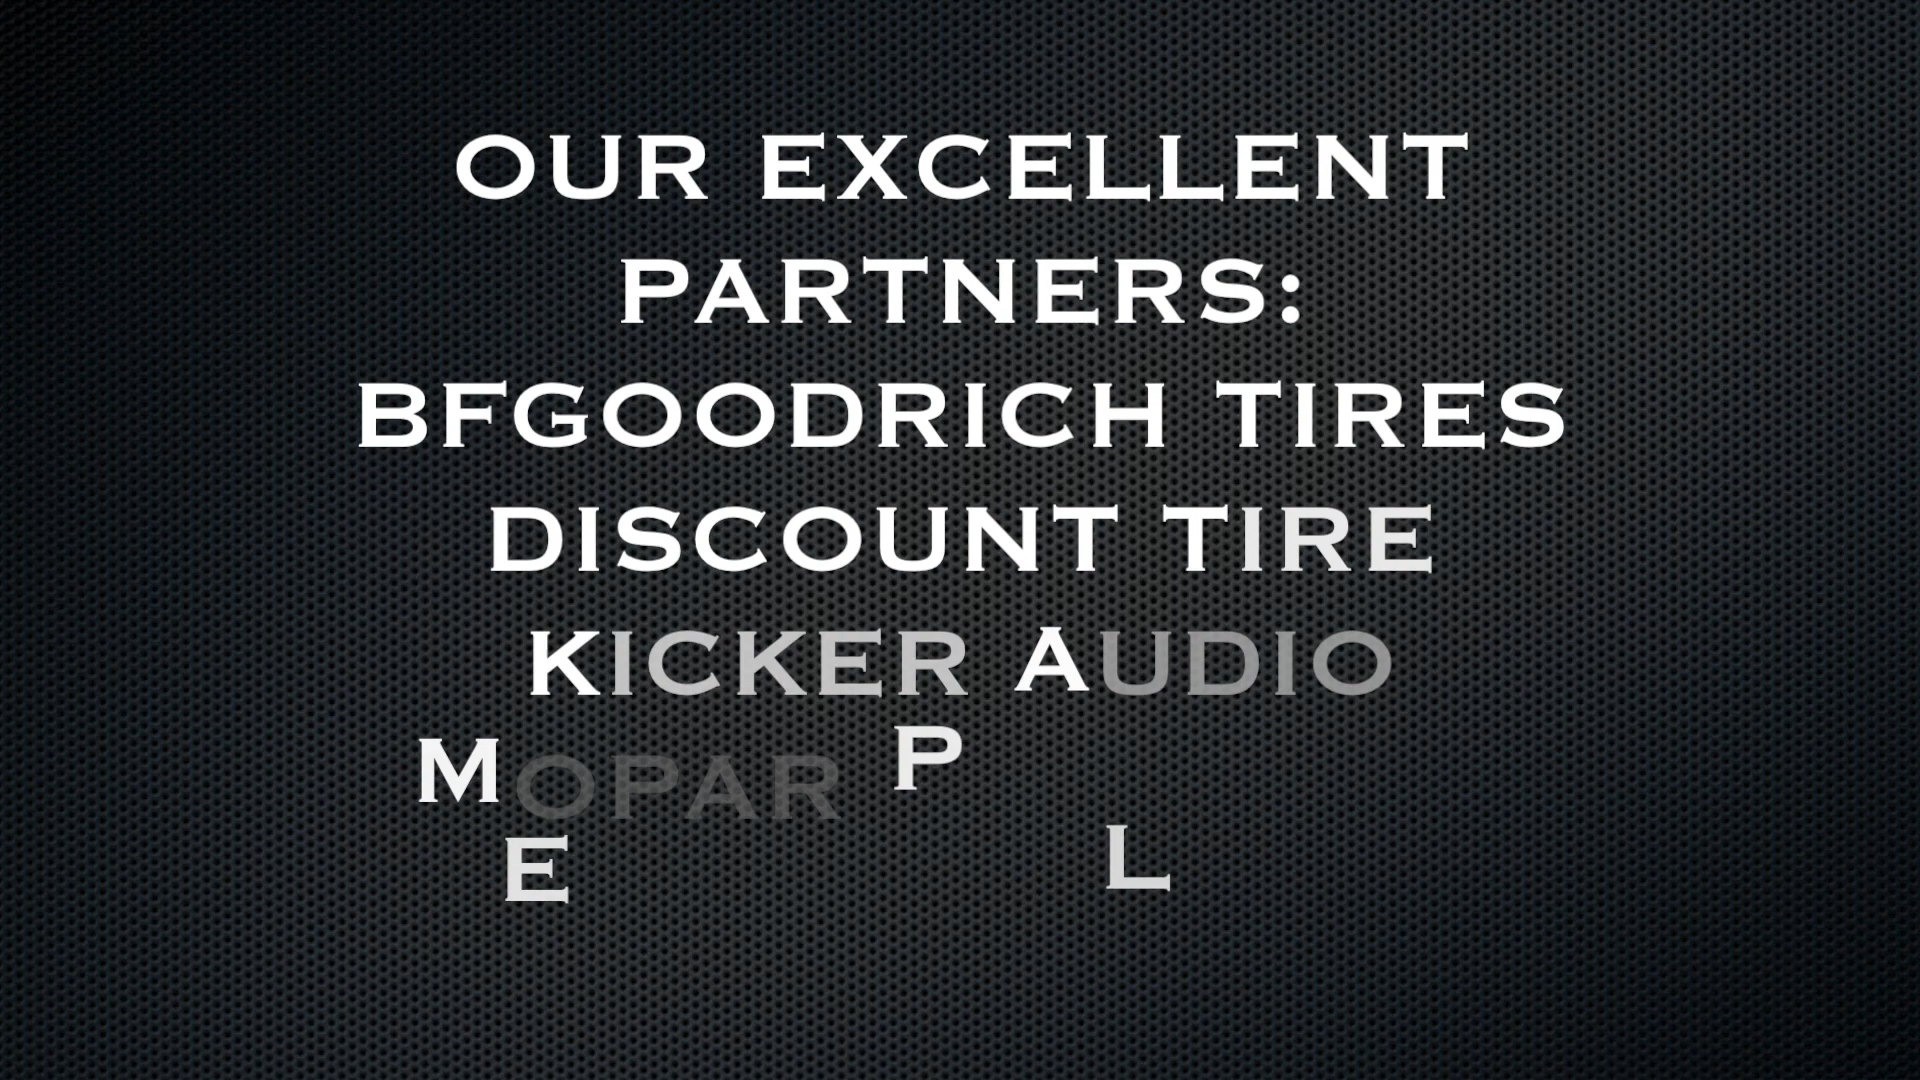 OUR EXCELLENT
PARTNERS:
BFGOODRICH TIRES
DISCOUNT TIRE
KICKER AUDIO
MOPAR P
E L